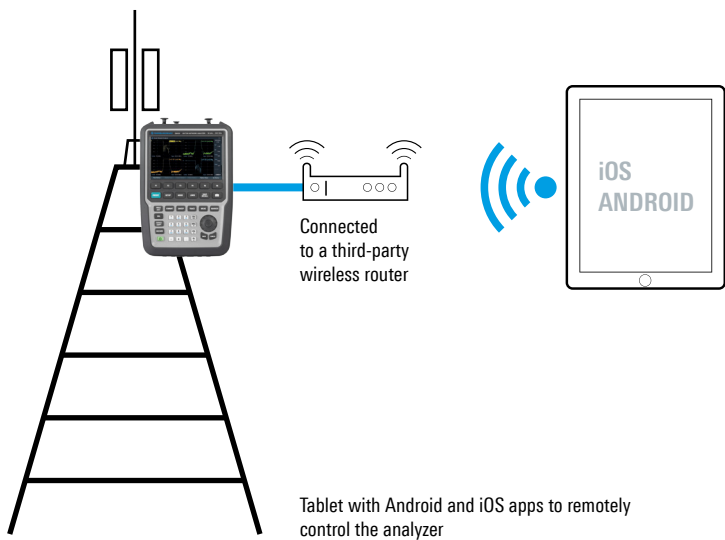 iOS
ANDROID
Connected
to a third-party
wireless router
Tablet with Android and iOS apps to remotely
control the analyzer